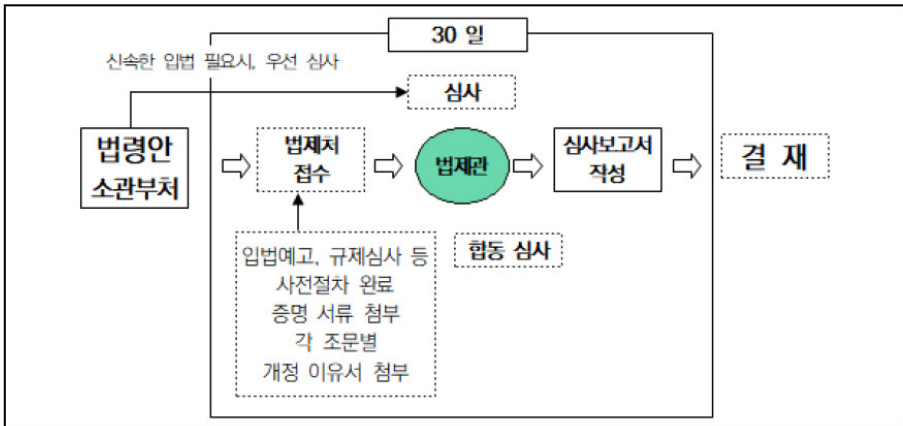 30 일
신속한 입법 필요시, 우선 심사
심사
법령안
소관부처
법제처
접수
법제관
심사보고서
작성
결 재
합동 심사
입법예고, 규제심사 등
사전절차 완료
증명 서류 첨부
각 조문별
개정 이유서 첨부